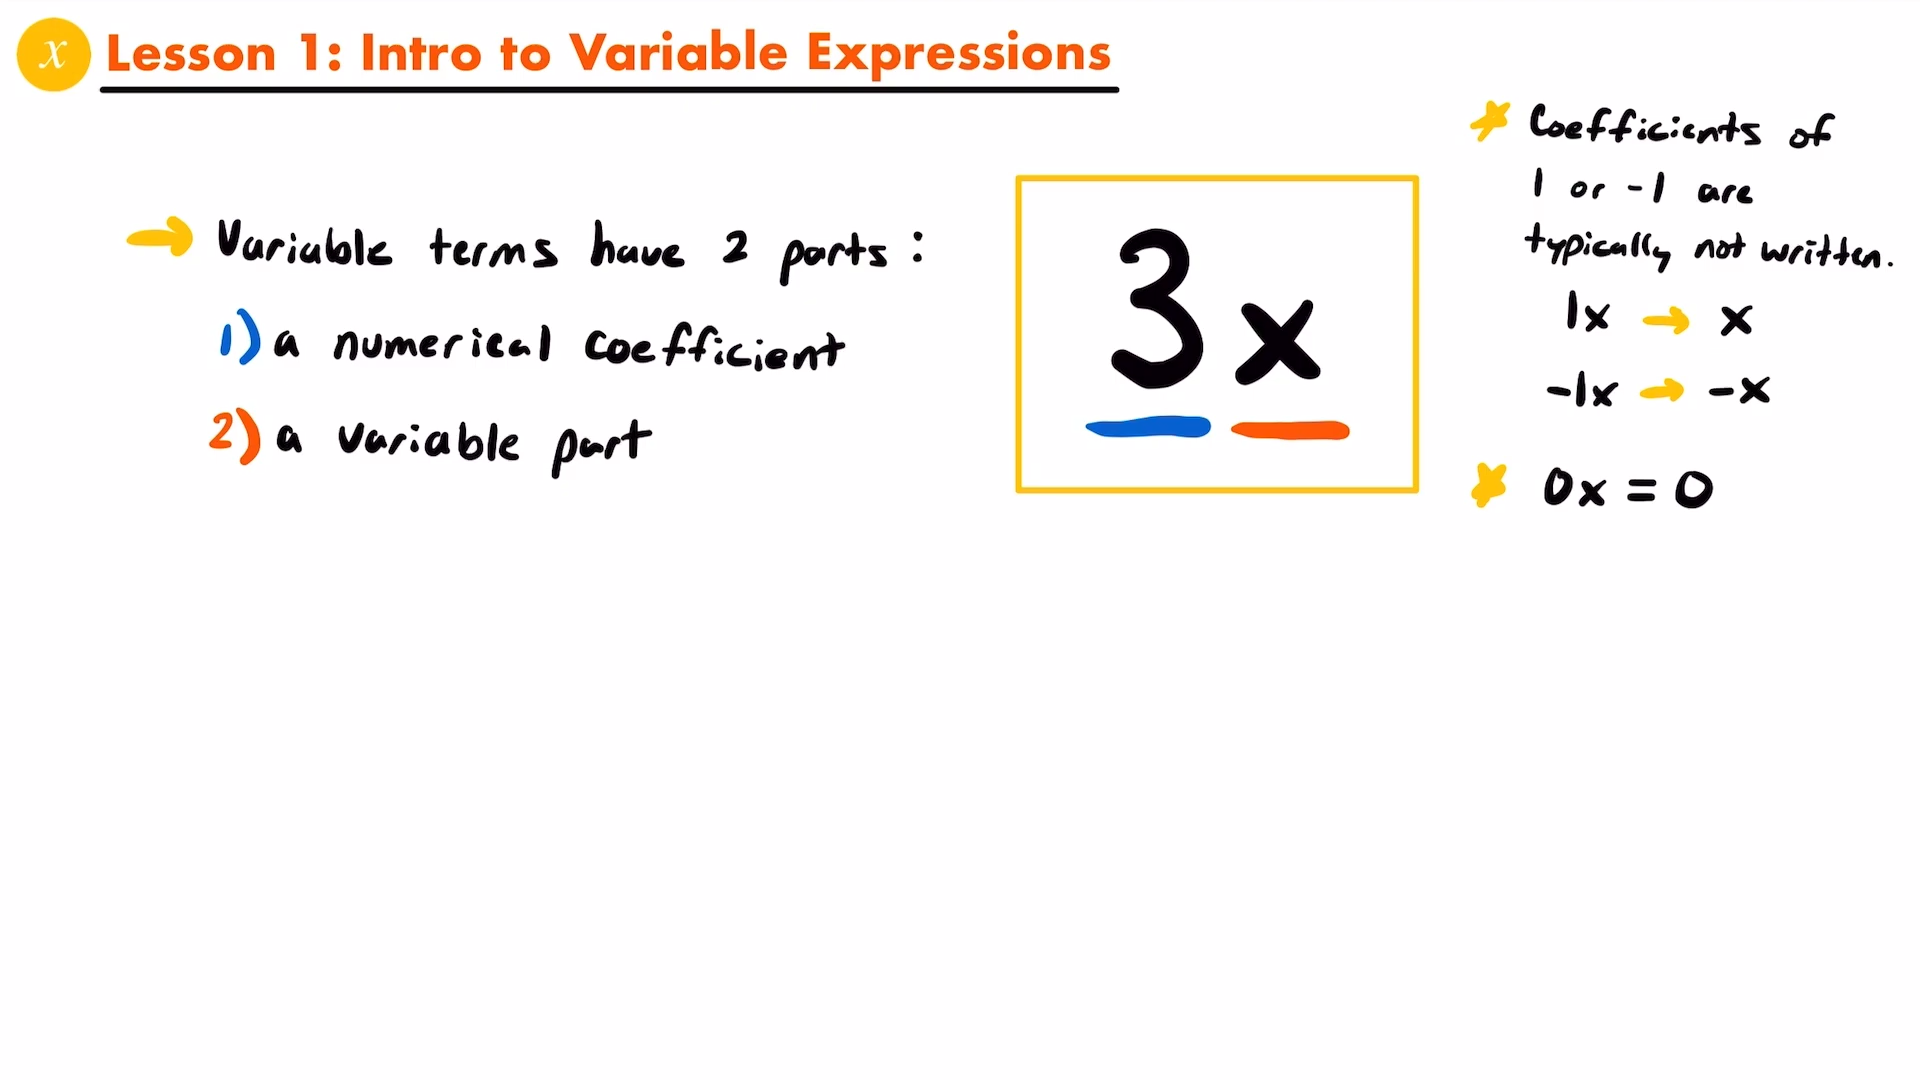 x Lesson 1: Intro to Variable Expressions
→ Variable terms have 2 parts:
1) a numerical coefficient
2) a variable part
3x
Coefficients of
1 or -1 are
typically not written.
1x → x
-1x → -x
0x = 0